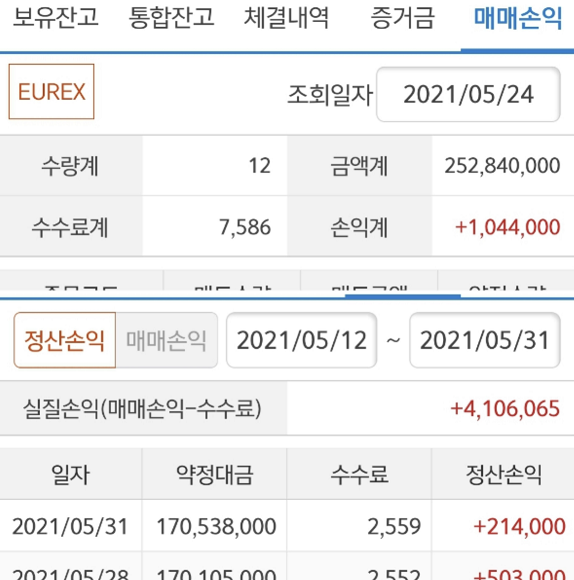 보유잔고 통합잔고 체결내역 증거금 매매손익
EUREX 조회일자 2021/05/24
수량계 12 금액계 252,840,000
수수료계 7,586 손익계 +1,044,000
정산손익 매매손익 2021/05/12 ~ 2021/05/31
실질손익(매매손익-수수료) +4,106,065
일자 약정대금 수수료 정산손익
2021/05/31 170,538,000 2,559 +214,000
2021/05/28 170,105,000 2,552 +503,000